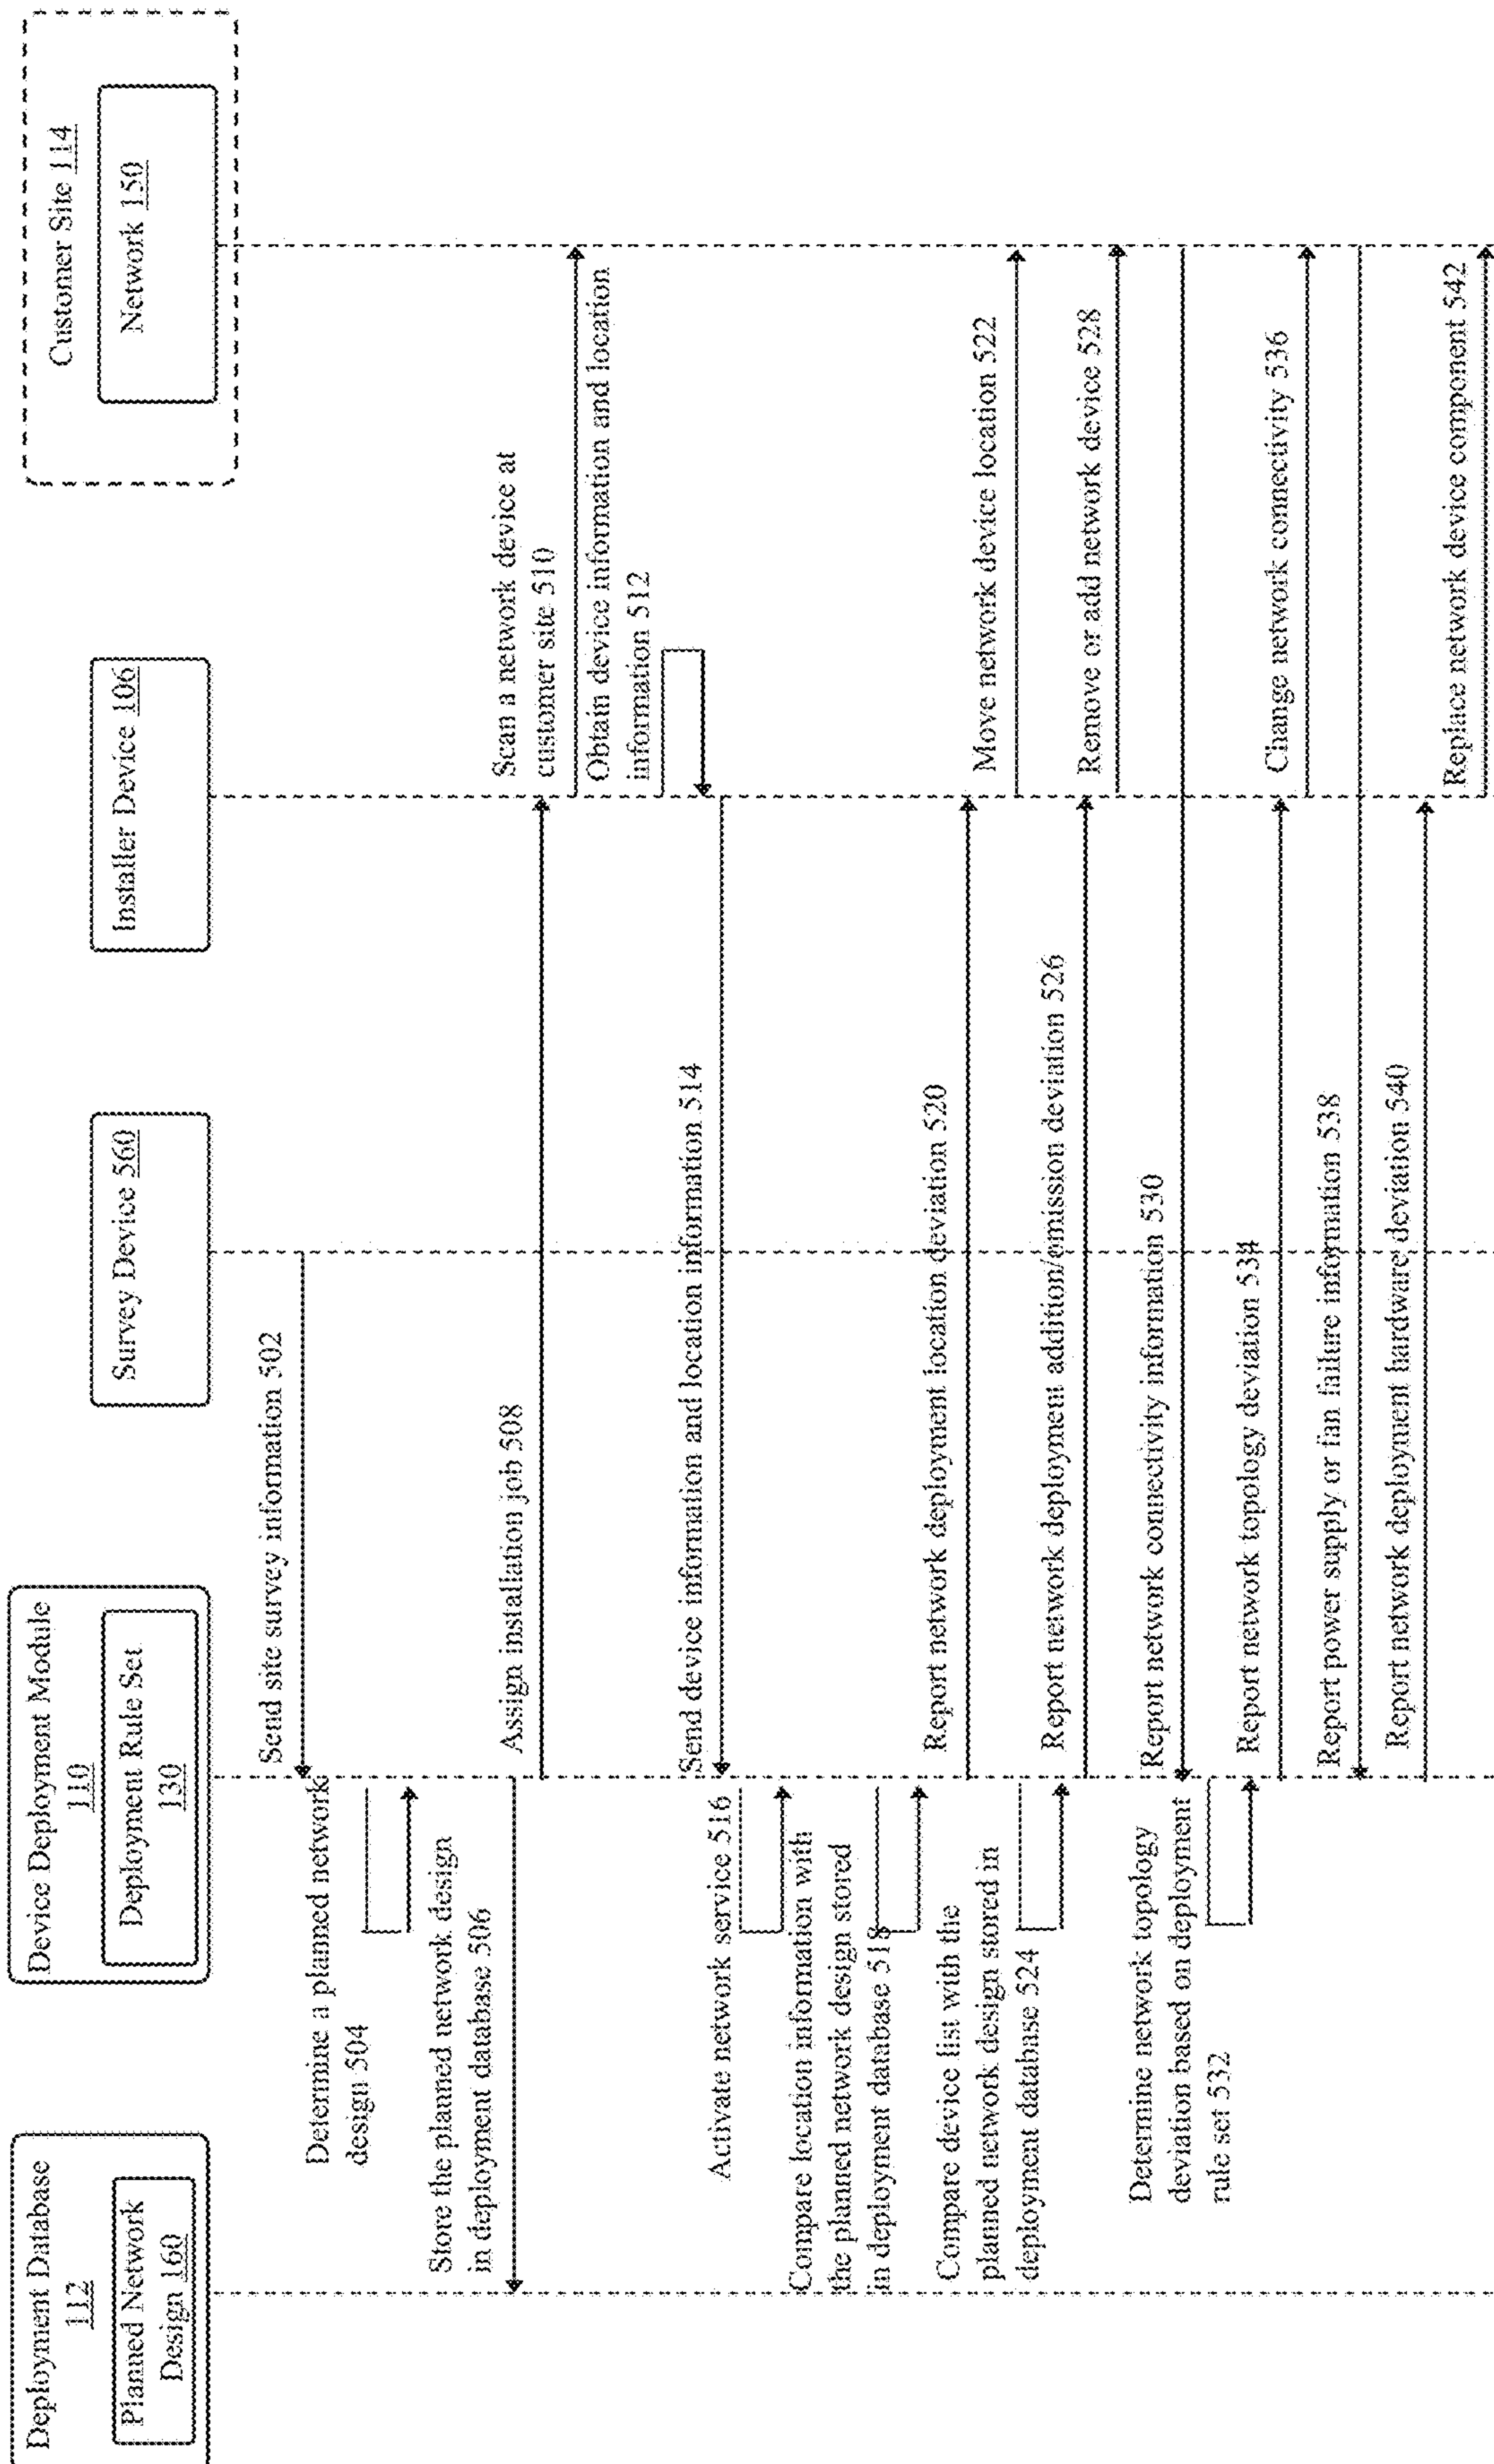 Deployment Database
112
Planned Network
Design 160
Device Deployment Module
110
Deployment Rule Set
130
Survey Device 560
Installer Device 106
Customer Site 114
Network 150
Send site survey information 502
Determine a planned network
design 504
Store the planned network design
in deployment database 506
Assign installation job 508
Scan a network device at
customer site 510
Obtain device information and location
information 512
Send device information and location information 514
Activate network service 516
Compare location information with
the planned network design stored
in deployment database 518
Report network deployment location deviation 520
Move network device location 522
Compare device list with the
planned network design stored in
deployment database 524
Report network deployment addition/emission deviation 526
Remove or add network device 528
Report network connectivity information 530
Determine network topology
deviation based on deployment
rule set 532
Report network topology deviation 534
Change network connectivity 536
Report power supply or fan failure information 538
Report network deployment hardware deviation 540
Replace network device component 542